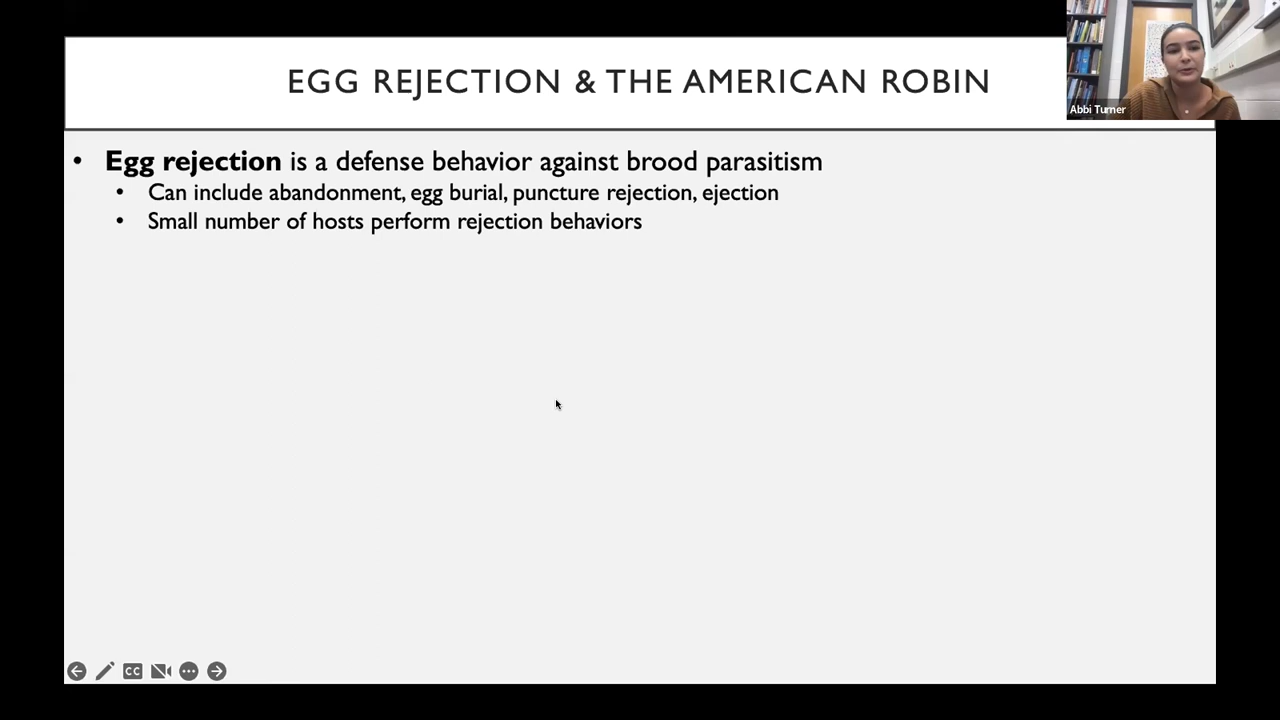 EGG REJECTION & THE AMERICAN ROBIN
Abbi Turner
• Egg rejection is a defense behavior against brood parasitism
• Can include abandonment, egg burial, puncture rejection, ejection
• Small number of hosts perform rejection behaviors
CC